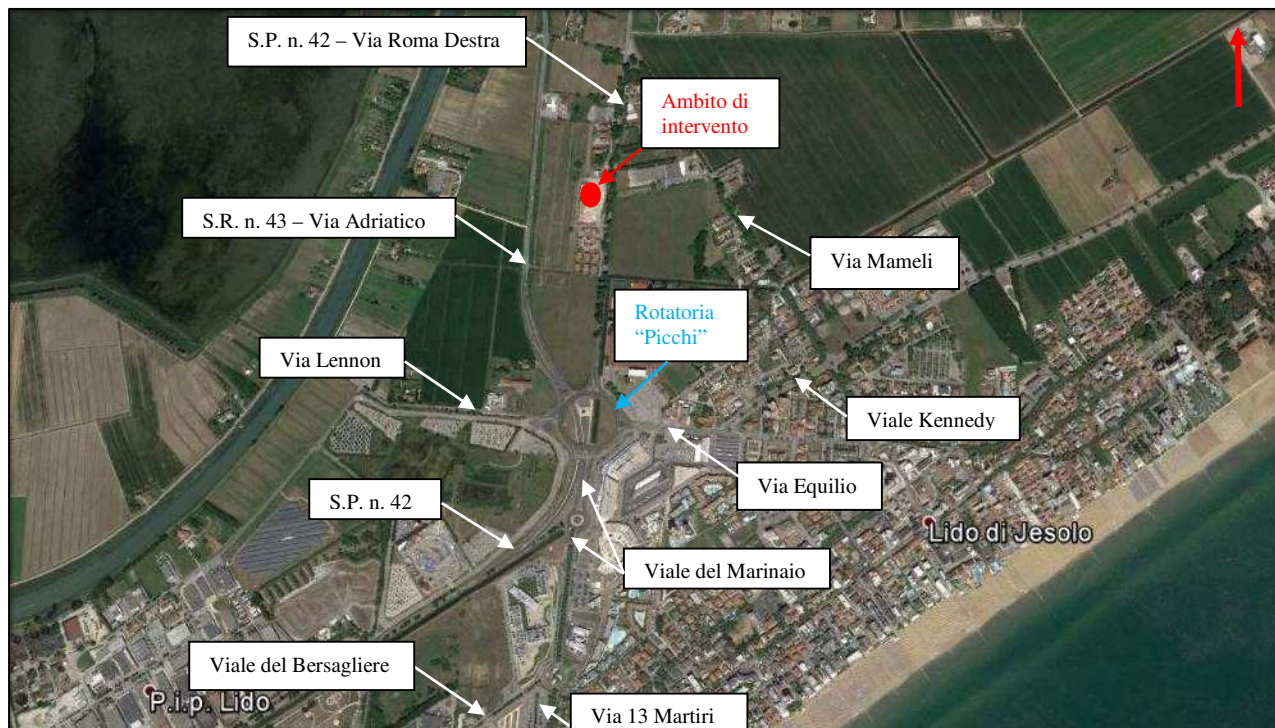 S.P. n. 42 – Via Roma Destra
Ambito di
intervento
S.R. n. 43 – Via Adriatico
Via Mameli
Rotatoria
“Picchi”
Via Lennon
Viale Kennedy
Via Equilio
S.P. n. 42
Lido di Jesolo
Viale del Marinaio
Viale del Bersagliere
P.i.p. Lido
Via 13 Martiri